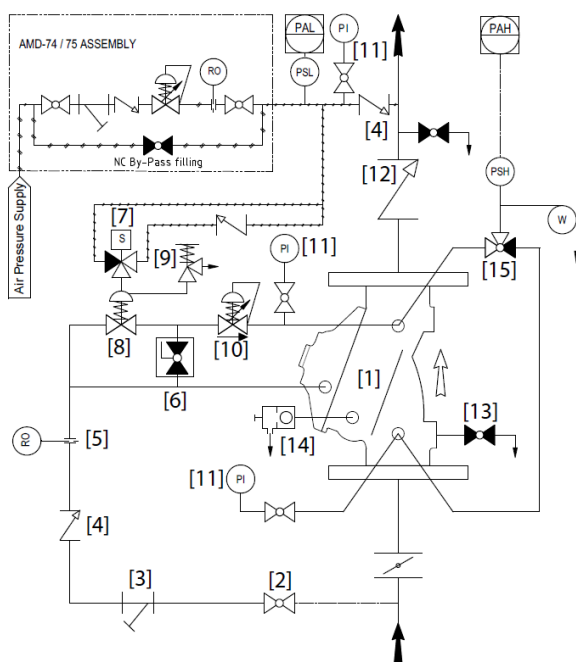 PAL
PAH
PI
[11]
AMD-74 / 75 ASSEMBLY
PSL
RO
[4]
NC By-Pass filling
[12]
PSH
Air Pressure Supply
[7]
S
[9]
W
PI
[11]
[15]
[8]
[10]
[1]
[6]
[13]
RO
[5]
[14]
[11]
PI
[4]
[3]
[2]